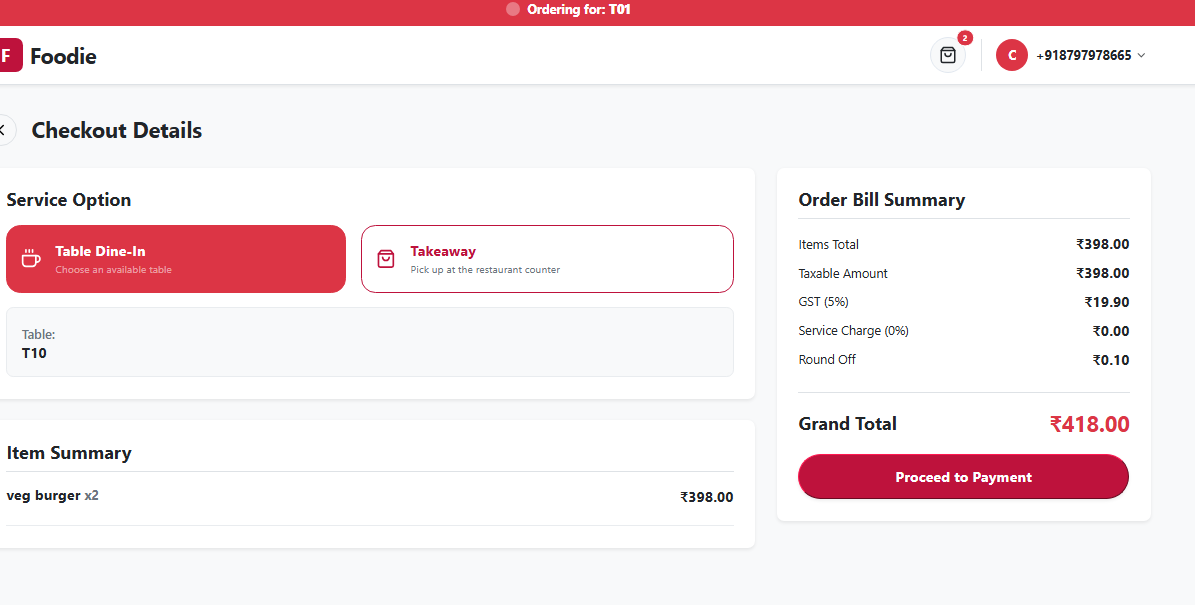 Ordering for: T01
F Foodie
2
C +918797978665
Checkout Details
Service Option
Table Dine-In
Choose an available table
Takeaway
Pick up at the restaurant counter
Table:
T10
Item Summary
veg burger x2 ₹398.00
Order Bill Summary
Items Total ₹398.00
Taxable Amount ₹398.00
GST (5%) ₹19.90
Service Charge (0%) ₹0.00
Round Off ₹0.10
Grand Total ₹418.00
Proceed to Payment